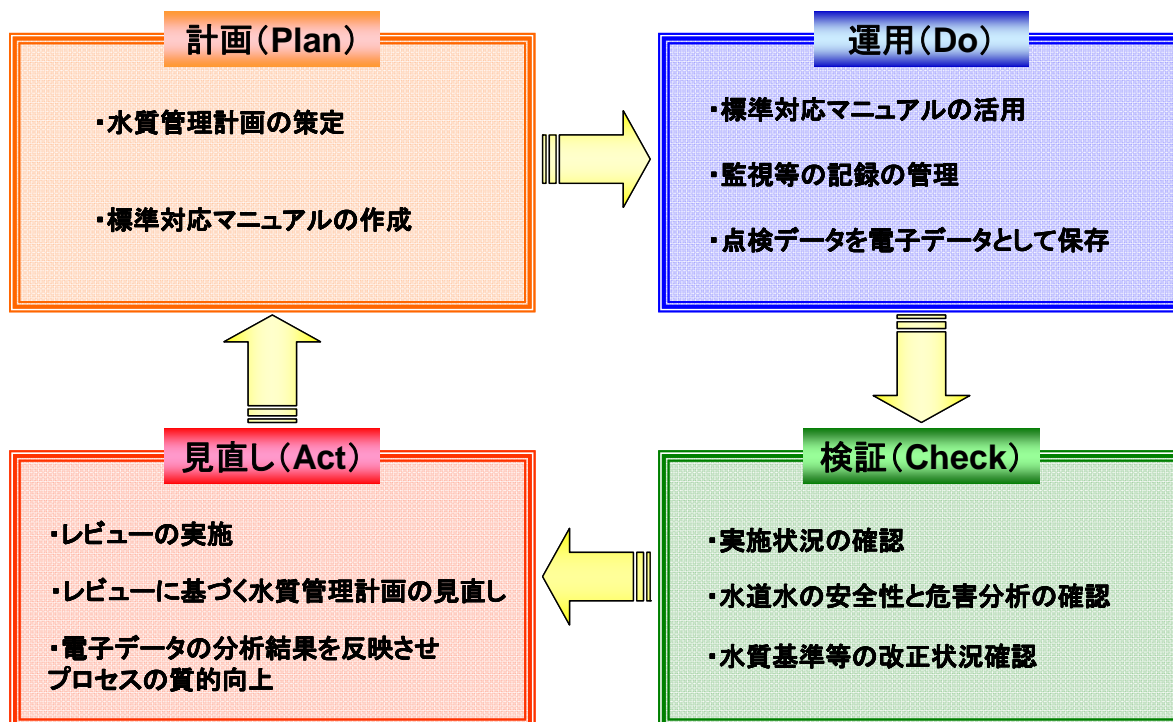 計画(Plan)
・水質管理計画の策定
・標準対応マニュアルの作成
運用(Do)
・標準対応マニュアルの活用
・監視等の記録の管理
・点検データを電子データとして保存
検証(Check)
・実施状況の確認
・水道水の安全性と危害分析の確認
・水質基準等の改正状況確認
見直し(Act)
・レビューの実施
・レビューに基づく水質管理計画の見直し
・電子データの分析結果を反映させ
プロセスの質的向上